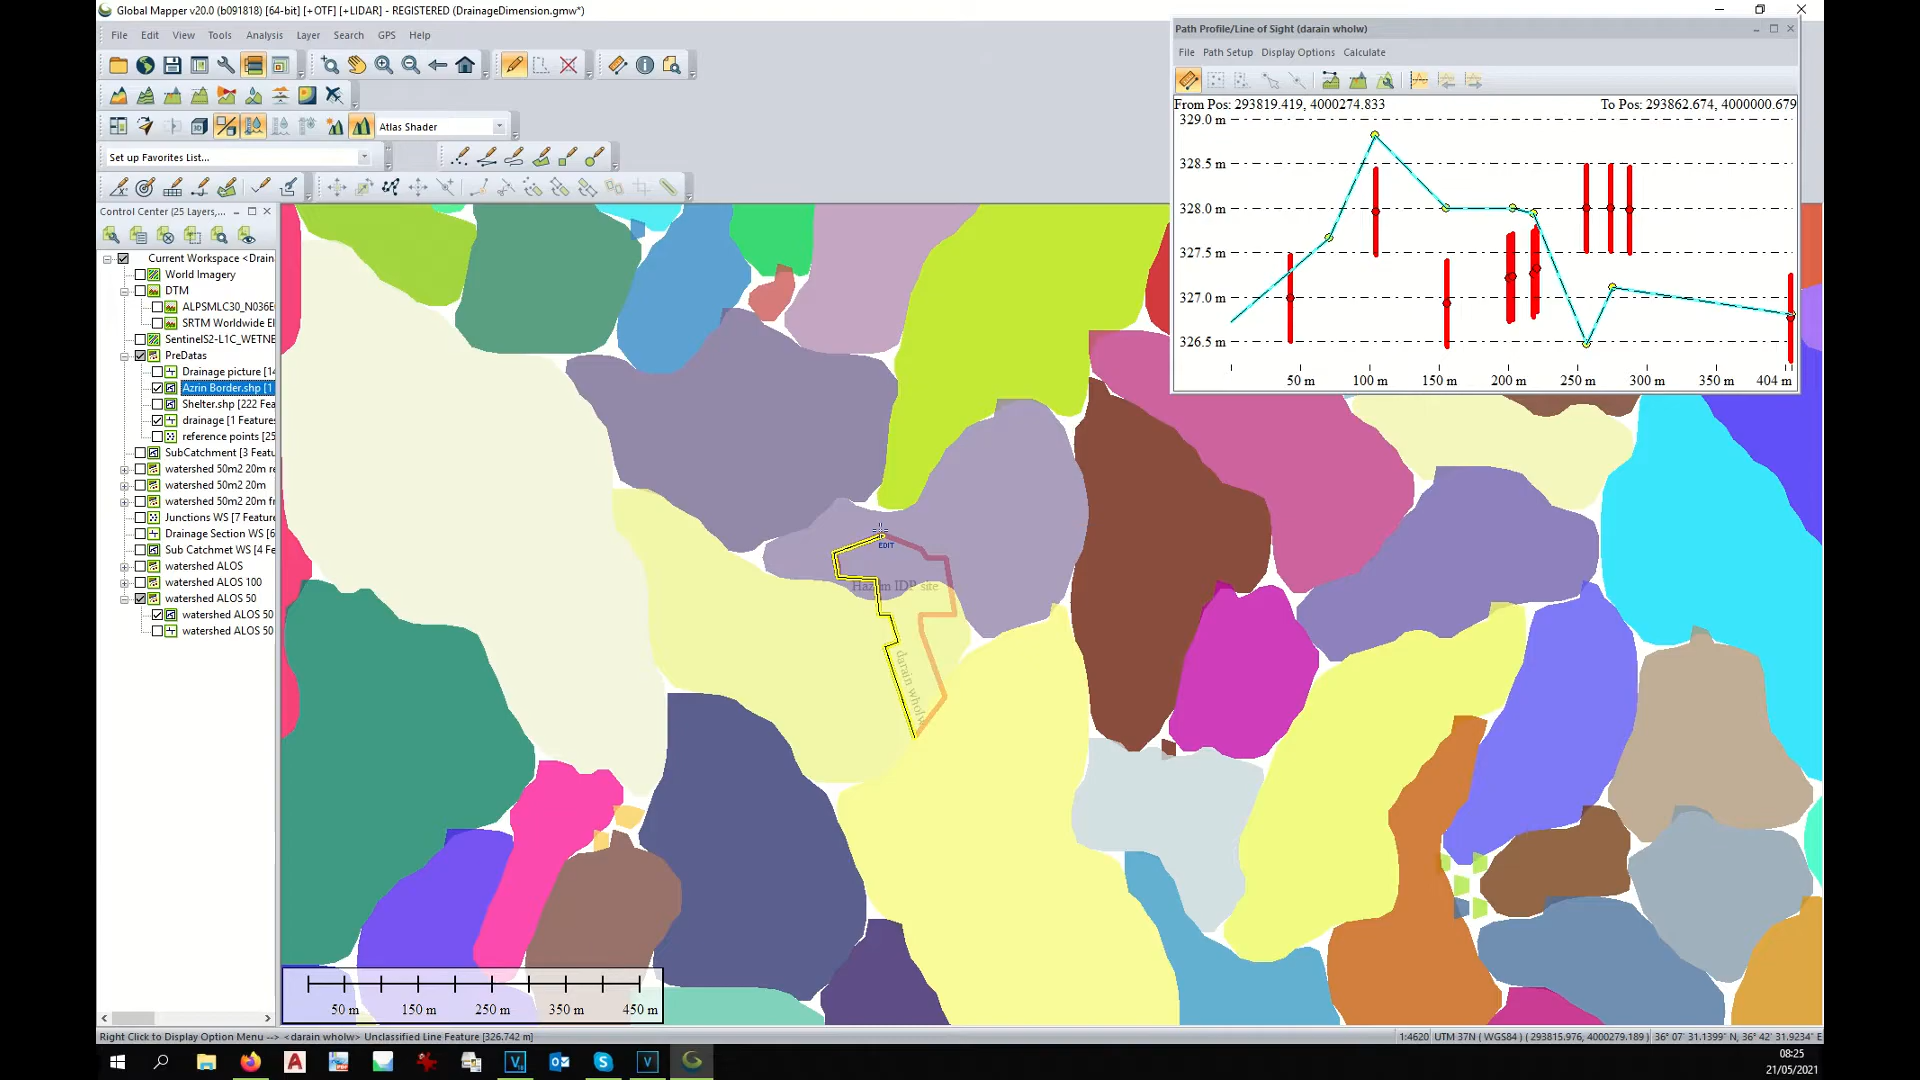 Global Mapper v20.0 (b091818) [64-bit] [+OTF] [+LIDAR] - REGISTERED (DrainageDimension.gmw*)
File Edit View Tools Analysis Layer Search GPS Help
Atlas Shader
Set up Favorites List...
Control Center (25 Layers,...
Current Workspace <Drain
World Imagery
DTM
ALPSMLC30_N036E
SRTM Worldwide El
SentinelS2-L1C_WETNE
PreDatas
Drainage picture [14
Azrin Border.shp [1
Shelter.shp [222 Fea
drainage [1 Features
reference points [25
SubCatchment [3 Featu
watershed 50m2 20m re
watershed 50m2 20m
watershed 50m2 20m fr
Junctions WS [7 Feature
Drainage Section WS [6
Sub Catchmet WS [4 Fe
watershed ALOS
watershed ALOS 100
watershed ALOS 50
watershed ALOS 50
watershed ALOS 50
Path Profile/Line of Sight (darain wholw)
File Path Setup Display Options Calculate
From Pos: 293819.419, 4000274.833 To Pos: 293862.674, 4000000.679
329.0 m
328.5 m
328.0 m
327.5 m
327.0 m
326.5 m
50 m 100 m 150 m 200 m 250 m 300 m 350 m 404 m
EDIT
IDP site
darain wholw
50 m 150 m 250 m 350 m 450 m
Right Click to Display Option Menu --> <darain wholw> Unclassified Line Feature [326.742 m]
1:4620 UTM 37N ( WGS84 ) ( 293815.976, 4000279.189 ) 36° 07' 31.1399" N, 36° 42' 31.9234" E
08:25
21/05/2021